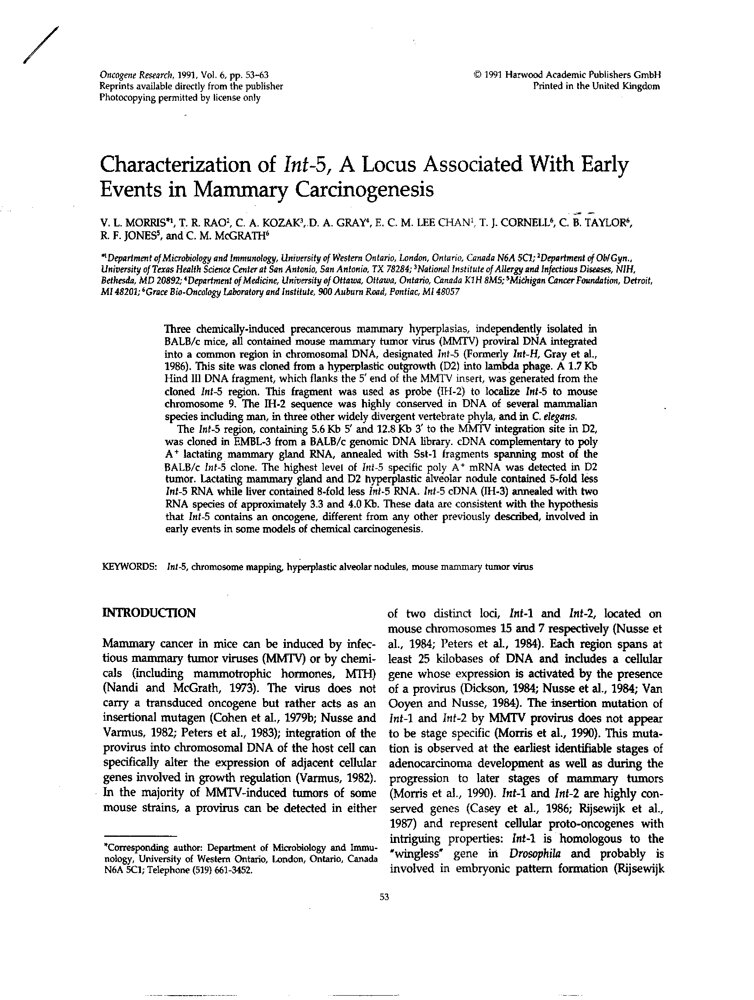 Oncogene Research, 1991, Vol. 6, pp. 53–63
Reprints available directly from the publisher
Photocopying permitted by license only
© 1991 Harwood Academic Publishers GmbH
Printed in the United Kingdom
Characterization of Int-5, A Locus Associated With Early
Events in Mammary Carcinogenesis
V. L. MORRIS*¹, T. R. RAO², C. A. KOZAK³, D. A. GRAY⁴, E. C. M. LEE CHAN¹, T. J. CORNELL⁶, C. B. TAYLOR⁶,
R. F. JONES⁵, and C. M. McGRATH⁶
*¹Department of Microbiology and Immunology, University of Western Ontario, London, Ontario, Canada N6A 5C1; ²Department of Ob/Gyn.,
University of Texas Health Science Center at San Antonio, San Antonio, TX 78284; ³National Institute of Allergy and Infectious Diseases, NIH,
Bethesda, MD 20892; ⁴Department of Medicine, University of Ottawa, Ottawa, Ontario, Canada K1H 8M5; ⁵Michigan Cancer Foundation, Detroit,
MI 48201; ⁶Grace Bio-Oncology Laboratory and Institute, 900 Auburn Road, Pontiac, MI 48057
Three chemically-induced precancerous mammary hyperplasias, independently isolated in
BALB/c mice, all contained mouse mammary tumor virus (MMTV) proviral DNA integrated
into a common region in chromosomal DNA, designated Int-5 (Formerly Int-H, Gray et al.,
1986). This site was cloned from a hyperplastic outgrowth (D2) into lambda phage. A 1.7 Kb
Hind III DNA fragment, which flanks the 5' end of the MMTV insert, was generated from the
cloned Int-5 region. This fragment was used as probe (IH-2) to localize Int-5 to mouse
chromosome 9. The IH-2 sequence was highly conserved in DNA of several mammalian
species including man, in three other widely divergent vertebrate phyla, and in C. elegans.
The Int-5 region, containing 5.6 Kb 5' and 12.8 Kb 3' to the MMTV integration site in D2,
was cloned in EMBL-3 from a BALB/c genomic DNA library. cDNA complementary to poly
A⁺ lactating mammary gland RNA, annealed with Sst-1 fragments spanning most of the
BALB/c Int-5 clone. The highest level of Int-5 specific poly A⁺ mRNA was detected in D2
tumor. Lactating mammary gland and D2 hyperplastic alveolar nodule contained 5-fold less
Int-5 RNA while liver contained 8-fold less Int-5 RNA. Int-5 cDNA (IH-3) annealed with two
RNA species of approximately 3.3 and 4.0 Kb. These data are consistent with the hypothesis
that Int-5 contains an oncogene, different from any other previously described, involved in
early events in some models of chemical carcinogenesis.
KEYWORDS: Int-5, chromosome mapping, hyperplastic alveolar nodules, mouse mammary tumor virus
INTRODUCTION
Mammary cancer in mice can be induced by infec-
tious mammary tumor viruses (MMTV) or by chemi-
cals (including mammotrophic hormones, MTH)
(Nandi and McGrath, 1973). The virus does not
carry a transduced oncogene but rather acts as an
insertional mutagen (Cohen et al., 1979b; Nusse and
Varmus, 1982; Peters et al., 1983); integration of the
provirus into chromosomal DNA of the host cell can
specifically alter the expression of adjacent cellular
genes involved in growth regulation (Varmus, 1982).
In the majority of MMTV-induced tumors of some
mouse strains, a provirus can be detected in either
*Corresponding author: Department of Microbiology and Immu-
nology, University of Western Ontario, London, Ontario, Canada
N6A 5C1; Telephone (519) 661-3452.
of two distinct loci, Int-1 and Int-2, located on
mouse chromosomes 15 and 7 respectively (Nusse et
al., 1984; Peters et al., 1984). Each region spans at
least 25 kilobases of DNA and includes a cellular
gene whose expression is activated by the presence
of a provirus (Dickson, 1984; Nusse et al., 1984; Van
Ooyen and Nusse, 1984). The insertion mutation of
Int-1 and Int-2 by MMTV provirus does not appear
to be stage specific (Morris et al., 1990). This muta-
tion is observed at the earliest identifiable stages of
adenocarcinoma development as well as during the
progression to later stages of mammary tumors
(Morris et al., 1990). Int-1 and Int-2 are highly con-
served genes (Casey et al., 1986; Rijsewijk et al.,
1987) and represent cellular proto-oncogenes with
intriguing properties: Int-1 is homologous to the
"wingless" gene in Drosophila and probably is
involved in embryonic pattern formation (Rijsewijk
53